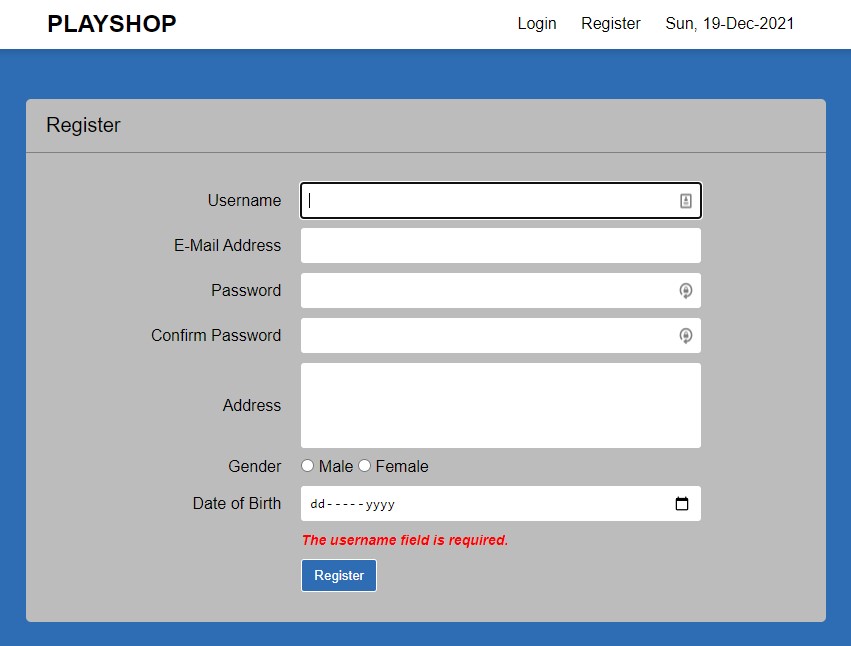 PLAYSHOP Login Register Sun, 19-Dec-2021
Register
Username
E-Mail Address
Password
Confirm Password
Address
Gender Male Female
Date of Birth dd-----yyyy
The username field is required.
Register